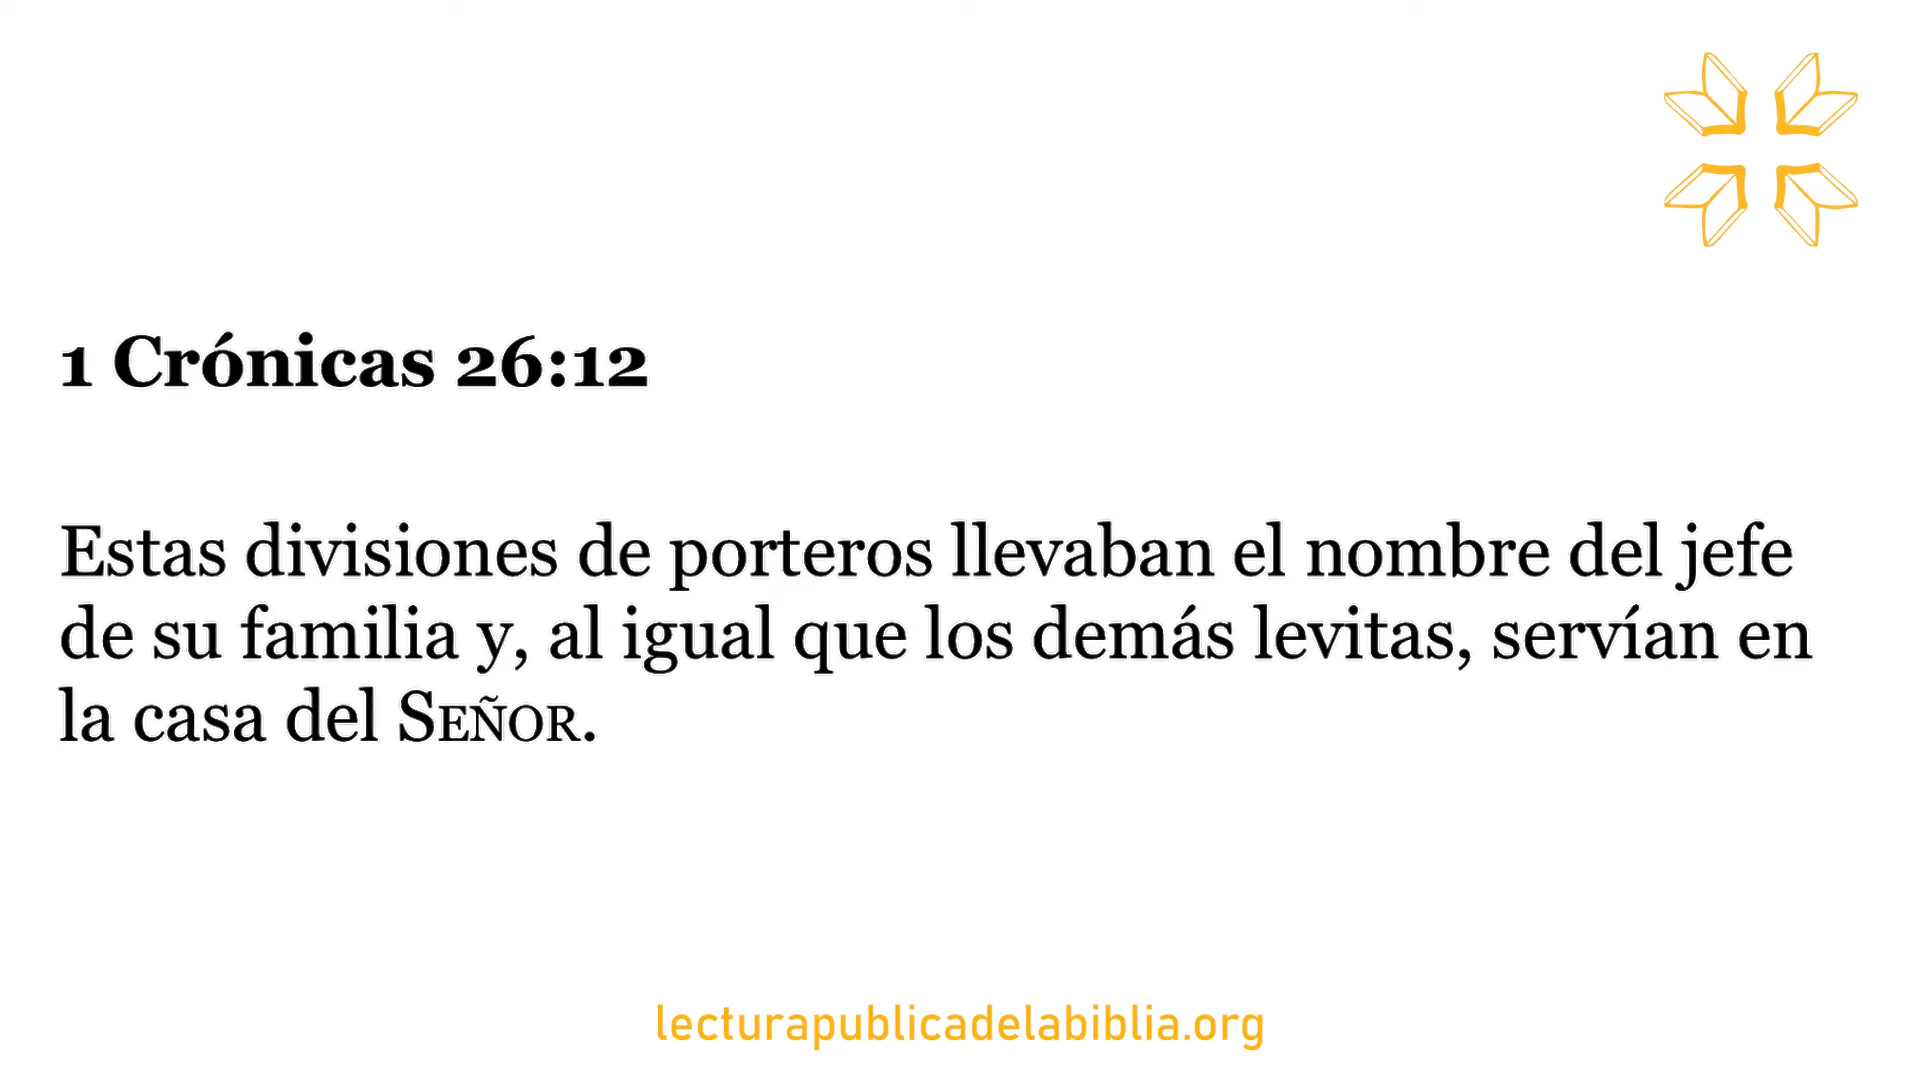 1 Crónicas 26:12
Estas divisiones de porteros llevaban el nombre del jefe
de su familia y, al igual que los demás levitas, servían en
la casa del SEÑOR.
lecturapublicadelabiblia.org